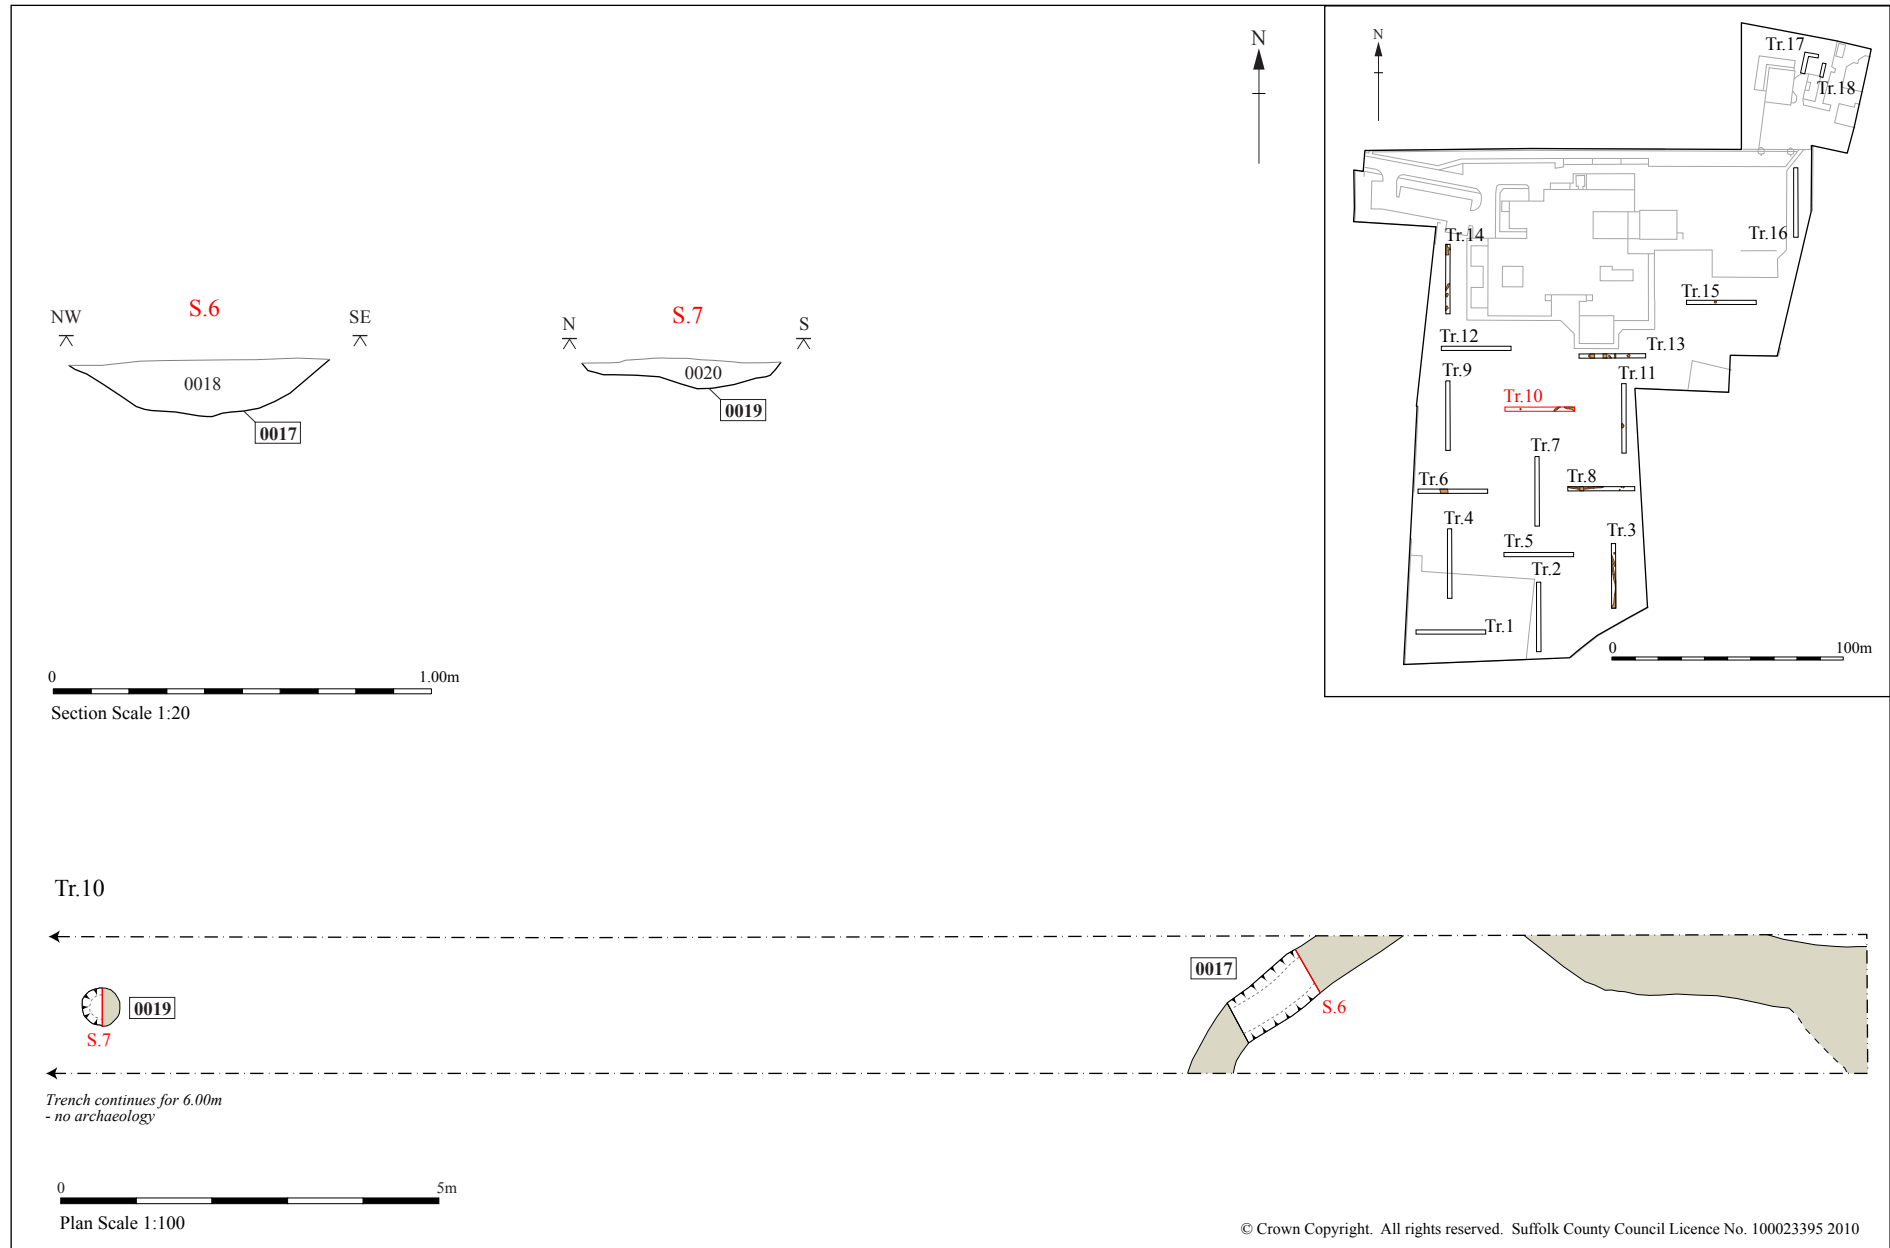 N
NW
S.6
SE
0018
0017
N
S.7
S
0020
0019
0
1.00m
Section Scale 1:20
N
Tr.17
Tr.18
Tr.14
Tr.16
Tr.15
Tr.12
Tr.13
Tr.9
Tr.11
Tr.10
Tr.7
Tr.6
Tr.8
Tr.4
Tr.3
Tr.5
Tr.2
Tr.1
0
100m
Tr.10
0017
S.6
0019
S.7
Trench continues for 6.00m
- no archaeology
0
5m
Plan Scale 1:100
© Crown Copyright. All rights reserved. Suffolk County Council Licence No. 100023395 2010